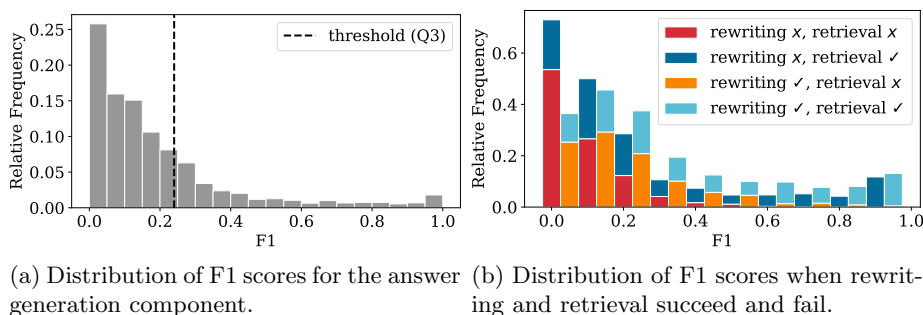 0.25
0.20
0.15
0.10
0.05
0.00
Relative Frequency
threshold (Q3)
0.0 0.2 0.4 0.6 0.8 1.0
F1
(a) Distribution of F1 scores for the answer
generation component.
0.6
0.4
0.2
0.0
Relative Frequency
rewriting x, retrieval x
rewriting x, retrieval ✓
rewriting ✓, retrieval x
rewriting ✓, retrieval ✓
0.0 0.2 0.4 0.6 0.8 1.0
F1
(b) Distribution of F1 scores when rewrit-
ing and retrieval succeed and fail.